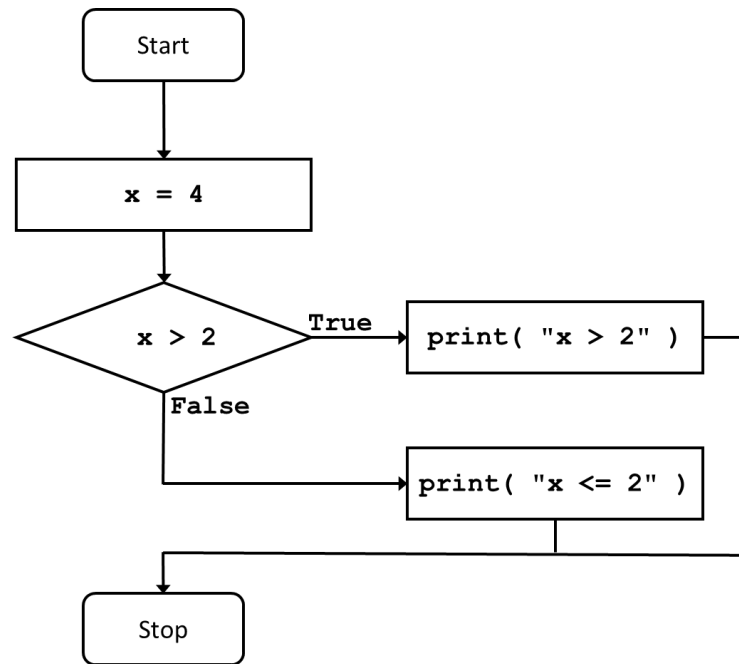 Start
x = 4
x > 2
True
print( "x > 2" )
False
print( "x <= 2" )
Stop